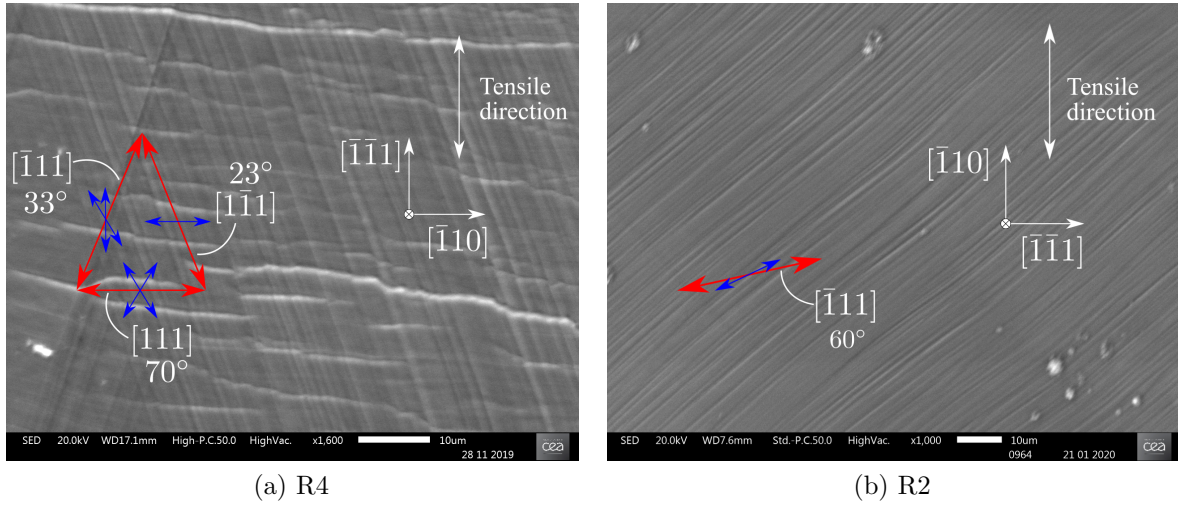 Tensile
direction
[1̄1̄1]
[1̄10]
[1̄11]
33°
23°
[11̄1]
[111]
70°
SED 20.0kV WD17.1mm High-P.C.50.0 HighVac. x1,600 10µm
28 11 2019
cea
(a) R4
Tensile
direction
[1̄10]
[1̄1̄1]
[1̄11]
60°
SED 20.0kV WD7.6mm Std.-P.C.50.0 HighVac. x1,000 10µm
0964 21 01 2020
cea
(b) R2